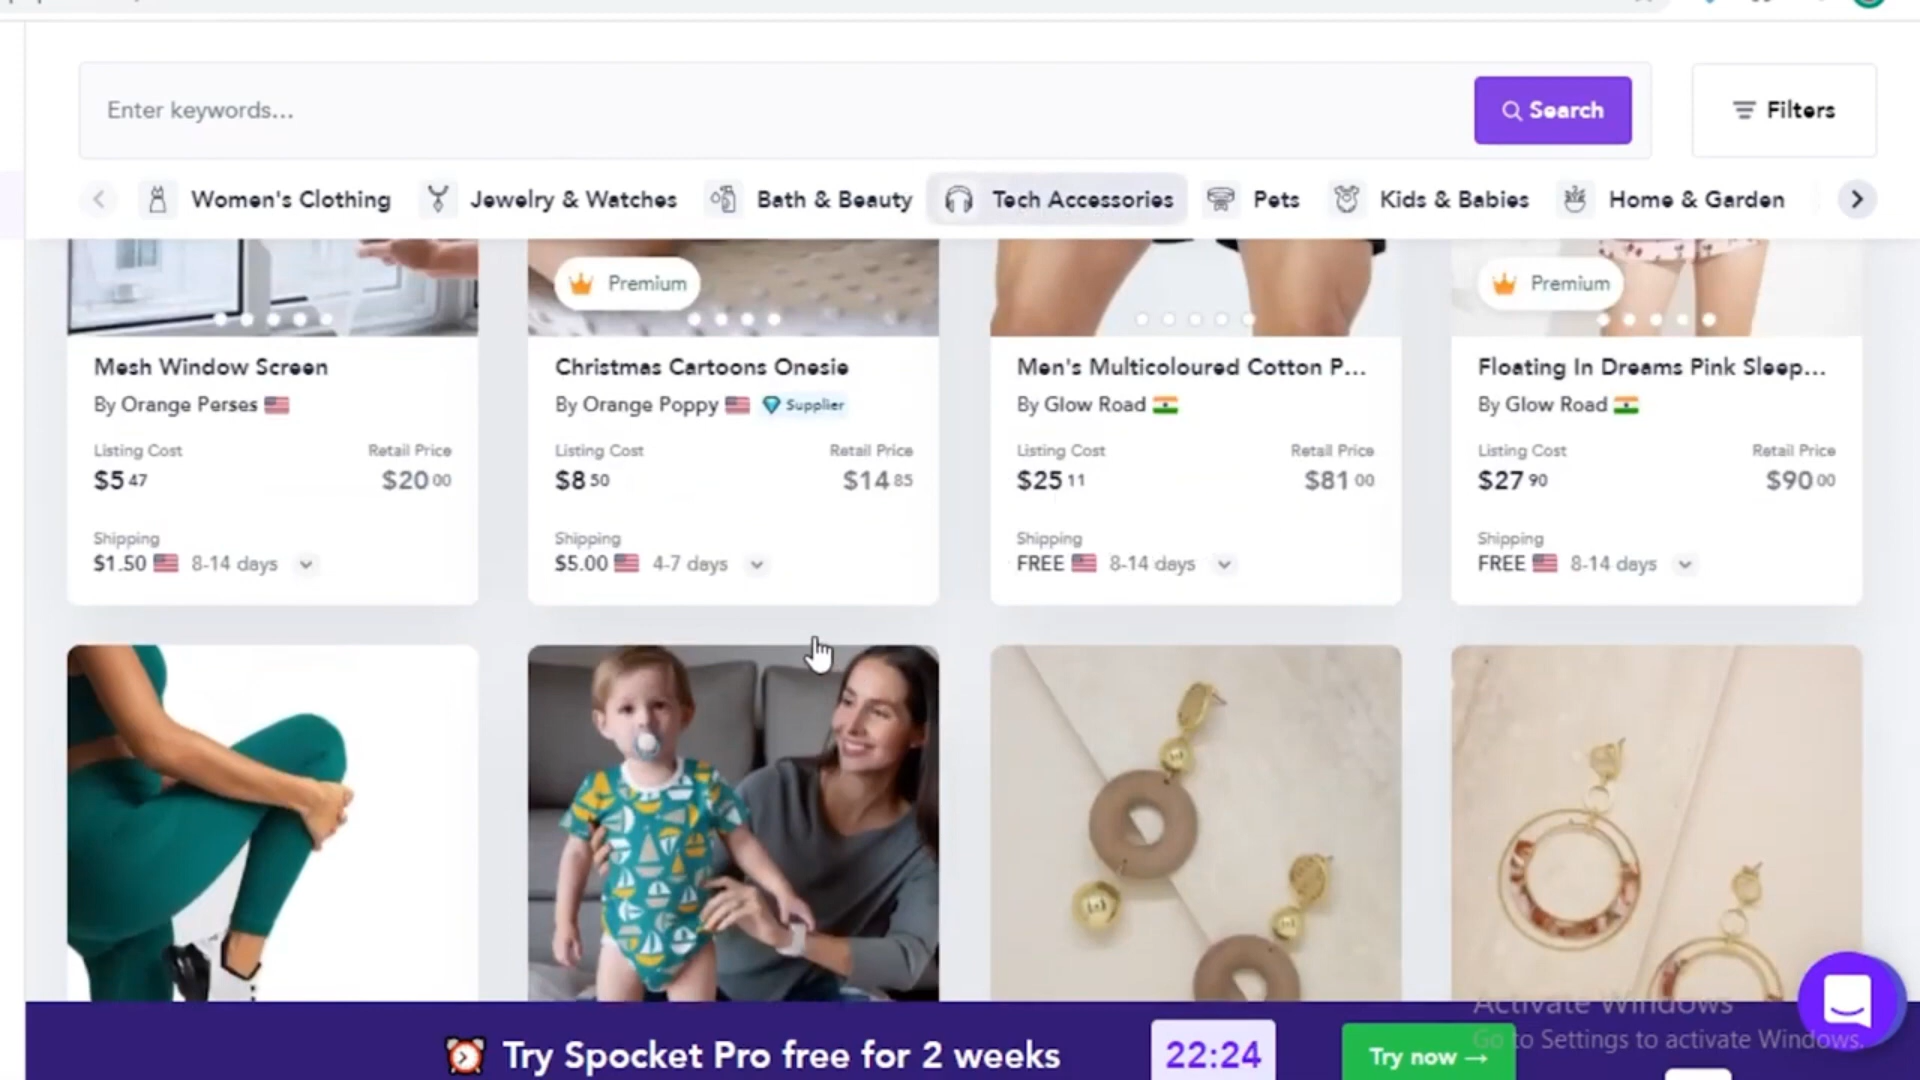 Enter keywords...
Search
Filters
Women's Clothing
Jewelry & Watches
Bath & Beauty
Tech Accessories
Pets
Kids & Babies
Home & Garden
Premium
Premium
Mesh Window Screen
Christmas Cartoons Onesie
Men's Multicoloured Cotton P...
Floating In Dreams Pink Sleep...
By Orange Perses
By Orange Poppy Supplier
By Glow Road
By Glow Road
Listing Cost Retail Price
Listing Cost Retail Price
Listing Cost Retail Price
Listing Cost Retail Price
$5 47 $20 00
$8 50 $14 85
$25 11 $81 00
$27 90 $90 00
Shipping
Shipping
Shipping
Shipping
$1.50 8-14 days
$5.00 4-7 days
FREE 8-14 days
FREE 8-14 days
Activate Windows
Go to Settings to activate Windows.
Try Spocket Pro free for 2 weeks
22:24
Try now →